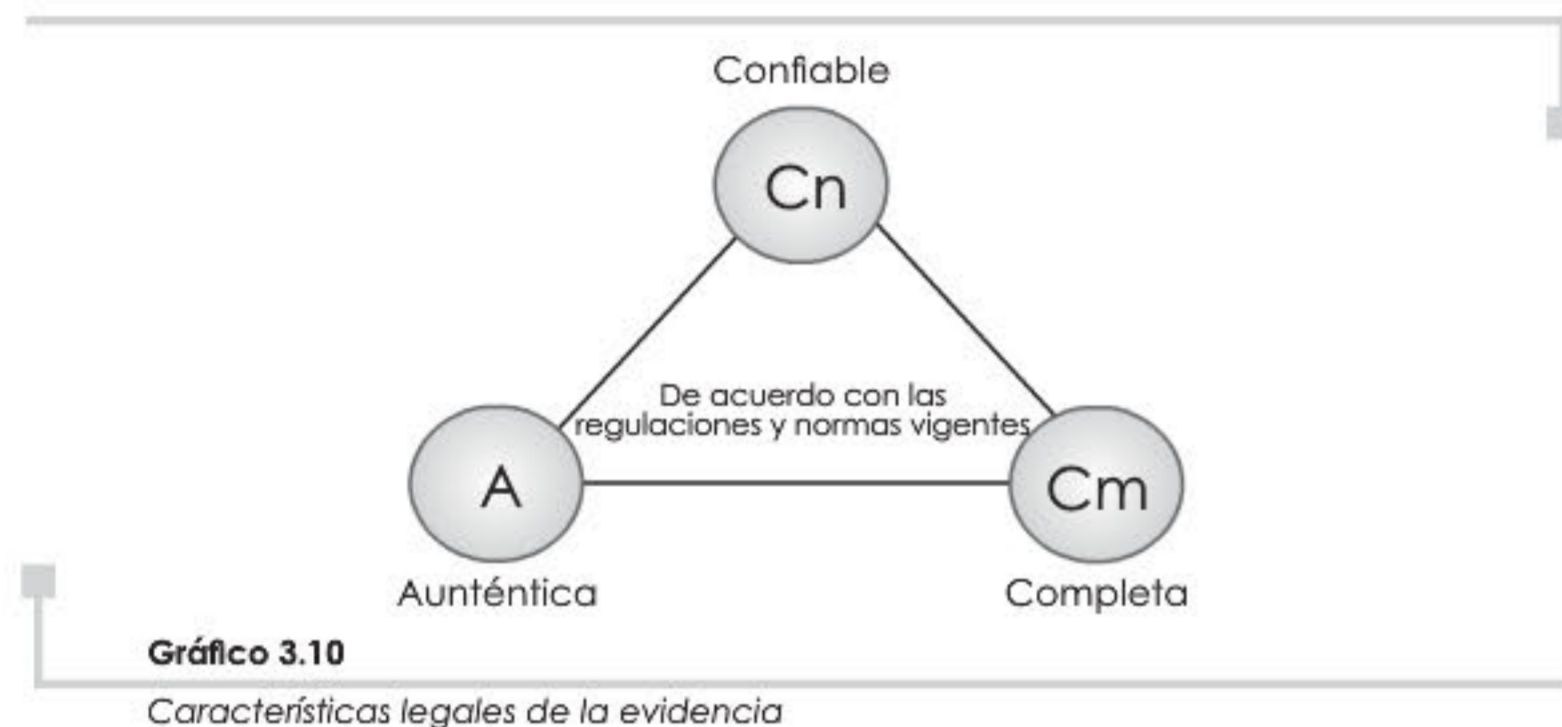 Confiable
Cn
De acuerdo con las
regulaciones y normas vigentes
A
Cm
Aunténtica
Completa
Gráfico 3.10
Características legales de la evidencia